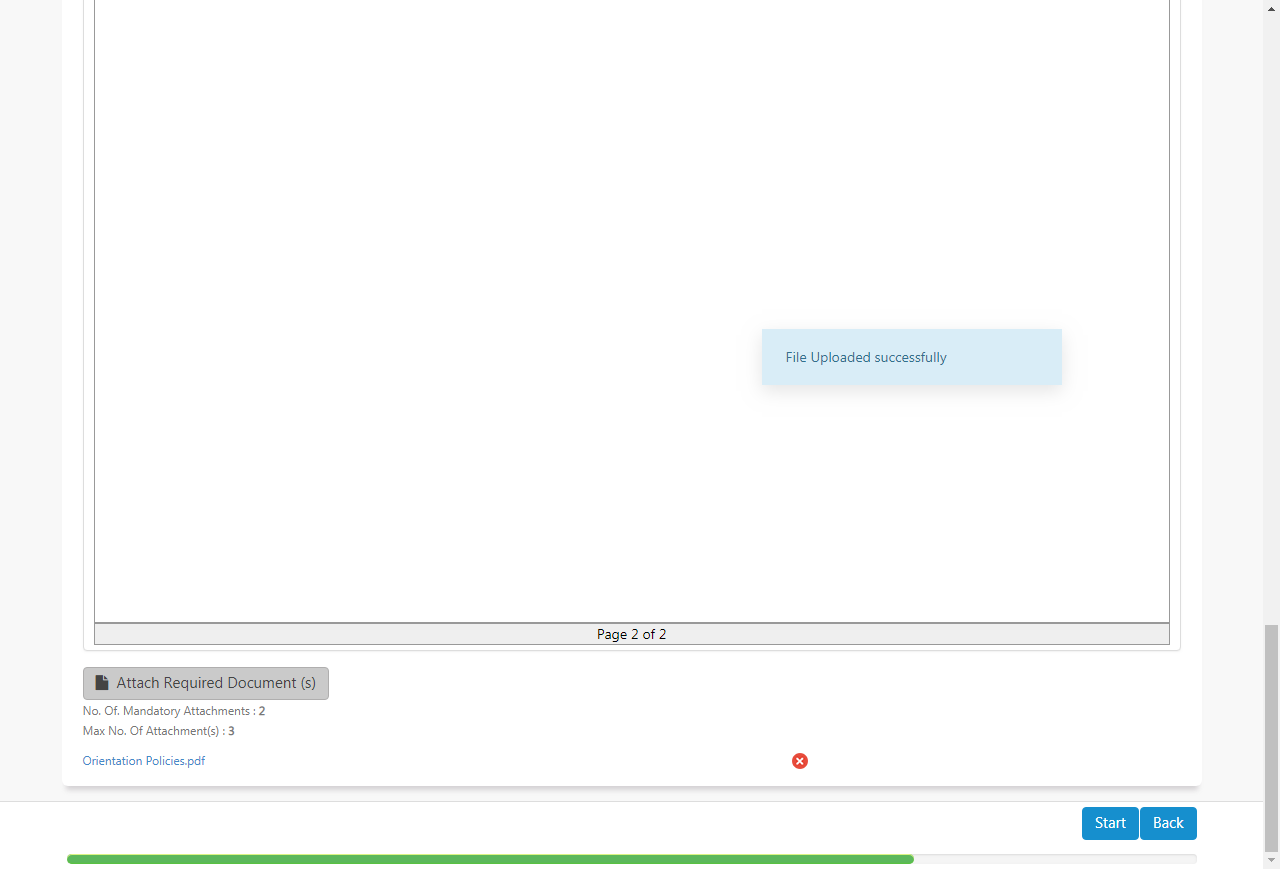 File Uploaded successfully
Page 2 of 2
Attach Required Document (s)
No. Of. Mandatory Attachments : 2
Max No. Of Attachment(s) : 3
Orientation Policies.pdf
Start Back